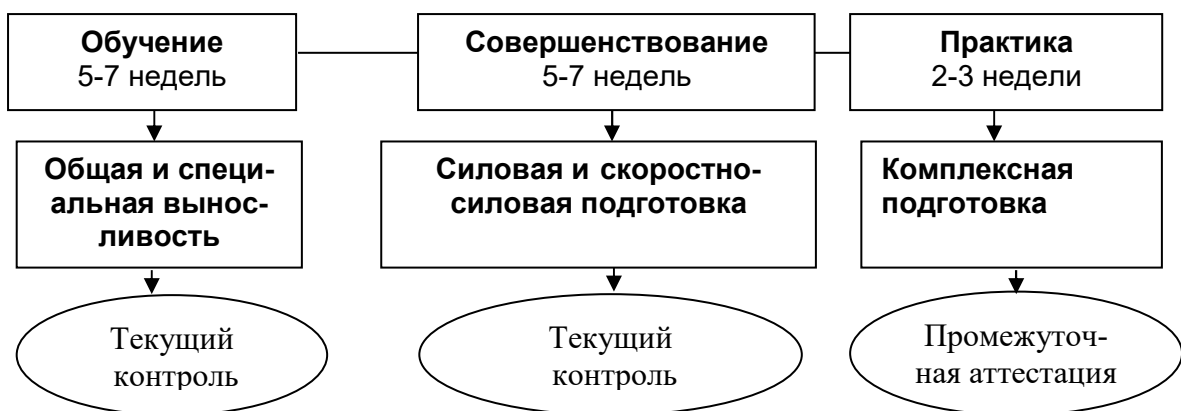 Обучение
5-7 недель
Совершенствование
5-7 недель
Практика
2-3 недели
Общая и специ-
альная вынос-
ливость
Силовая и скоростно-
силовая подготовка
Комплексная
подготовка
Текущий
контроль
Текущий
контроль
Промежуточ-
ная аттестация